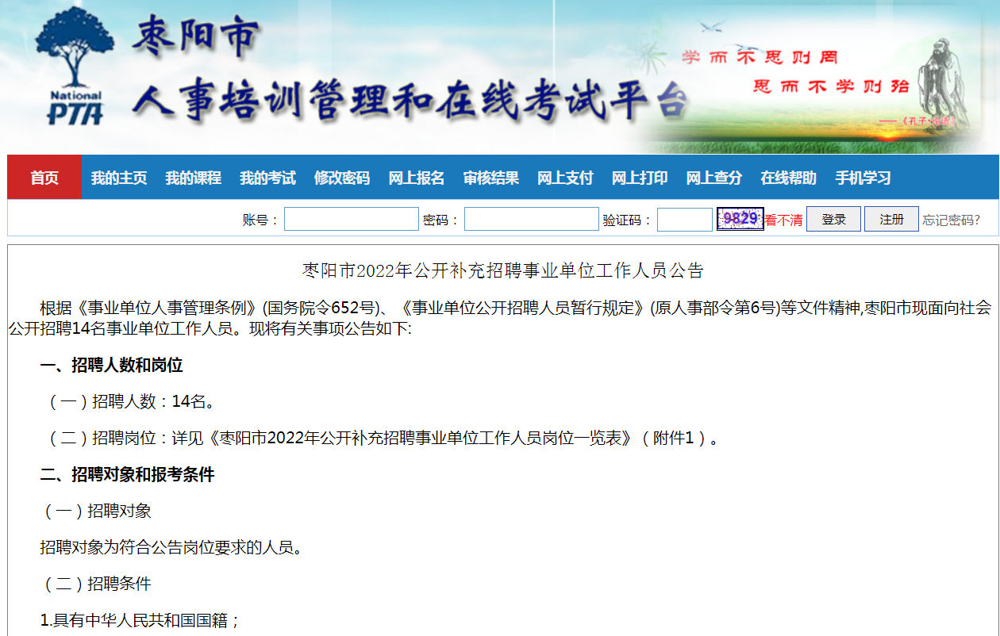 枣阳市
人事培训管理和在线考试平台
National
PTA
学而不思则罔
思而不学则殆
——《孔子·论语》
首页 我的主页 我的课程 我的考试 修改密码 网上报名 审核结果 网上支付 网上打印 网上查分 在线帮助 手机学习
账号： 密码： 验证码： 9829 看不清 登录 注册 忘记密码?
枣阳市2022年公开补充招聘事业单位工作人员公告
根据《事业单位人事管理条例》(国务院令652号)、《事业单位公开招聘人员暂行规定》(原人事部令第6号)等文件精神,枣阳市现面向社会
公开招聘14名事业单位工作人员。现将有关事项公告如下:
一、招聘人数和岗位
（一）招聘人数：14名。
（二）招聘岗位：详见《枣阳市2022年公开补充招聘事业单位工作人员岗位一览表》（附件1）。
二、招聘对象和报考条件
（一）招聘对象
招聘对象为符合公告岗位要求的人员。
（二）招聘条件
1.具有中华人民共和国国籍；